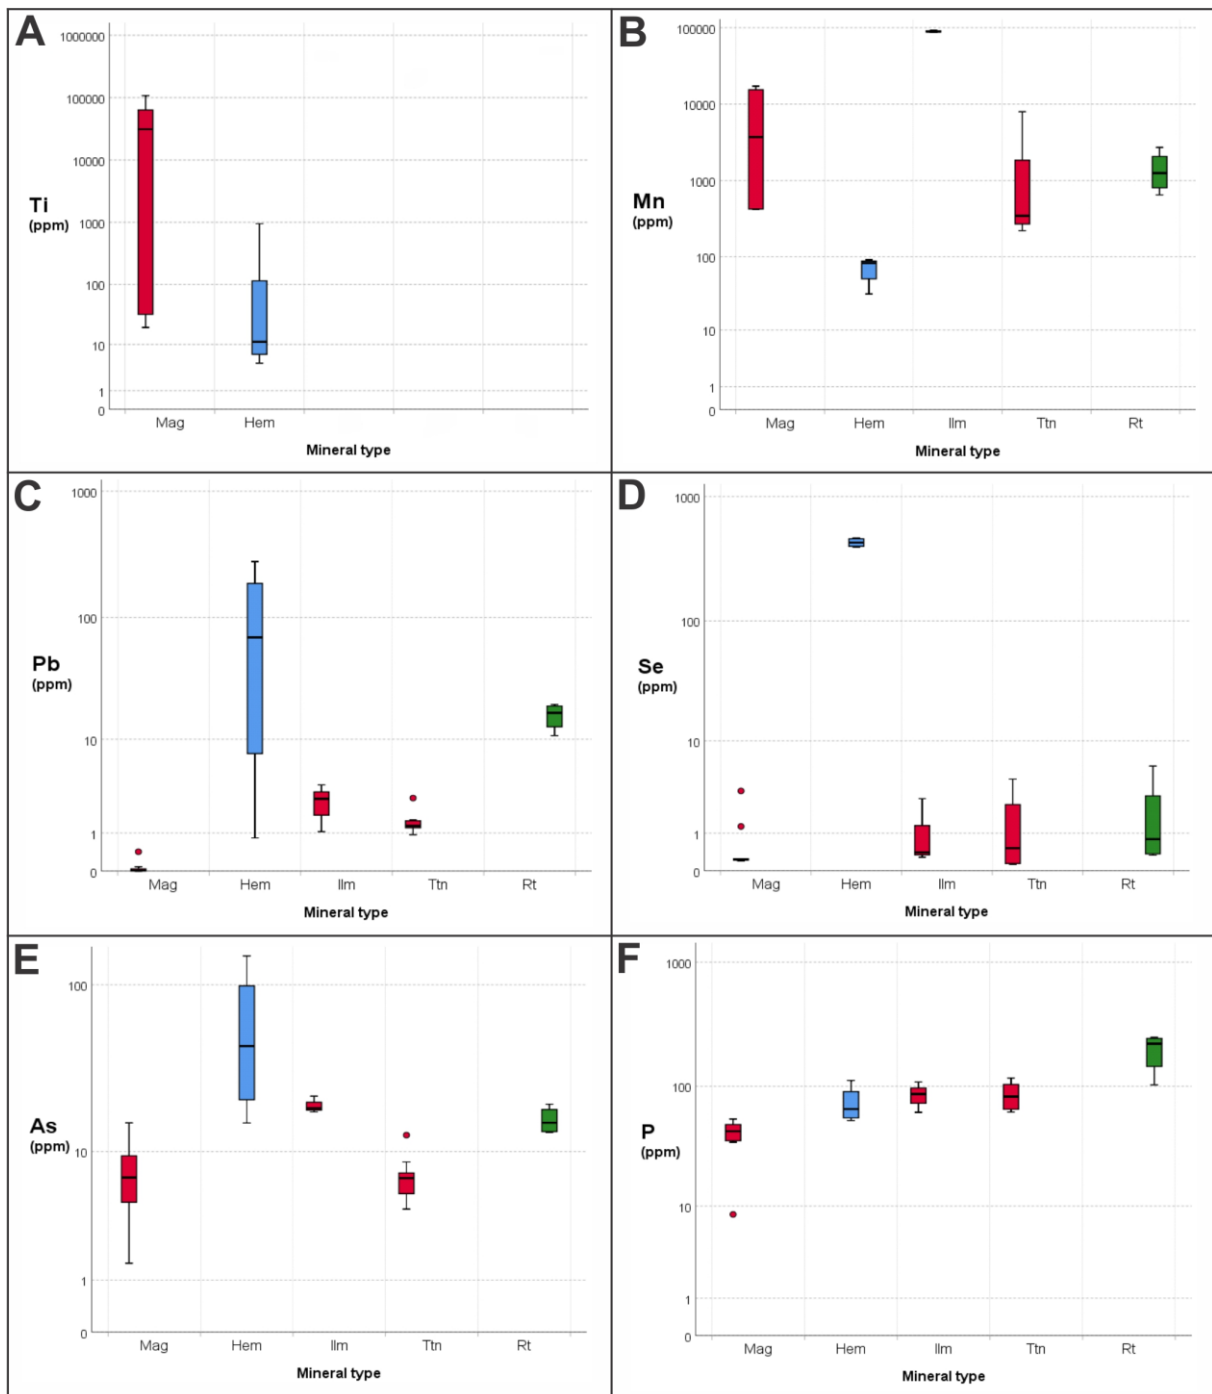 A
1000000
100000
10000
1000
100
10
1
0
Ti
(ppm)
Mag Hem
Mineral type
B
100000
10000
1000
100
10
1
0
Mn
(ppm)
Mag Hem Ilm Ttn Rt
Mineral type
C
1000
100
10
1
0
Pb
(ppm)
Mag Hem Ilm Ttn Rt
Mineral type
D
1000
100
10
1
0
Se
(ppm)
Mag Hem Ilm Ttn Rt
Mineral type
E
100
10
1
0
As
(ppm)
Mag Hem Ilm Ttn Rt
Mineral type
F
1000
100
10
1
0
P
(ppm)
Mag Hem Ilm Ttn Rt
Mineral type